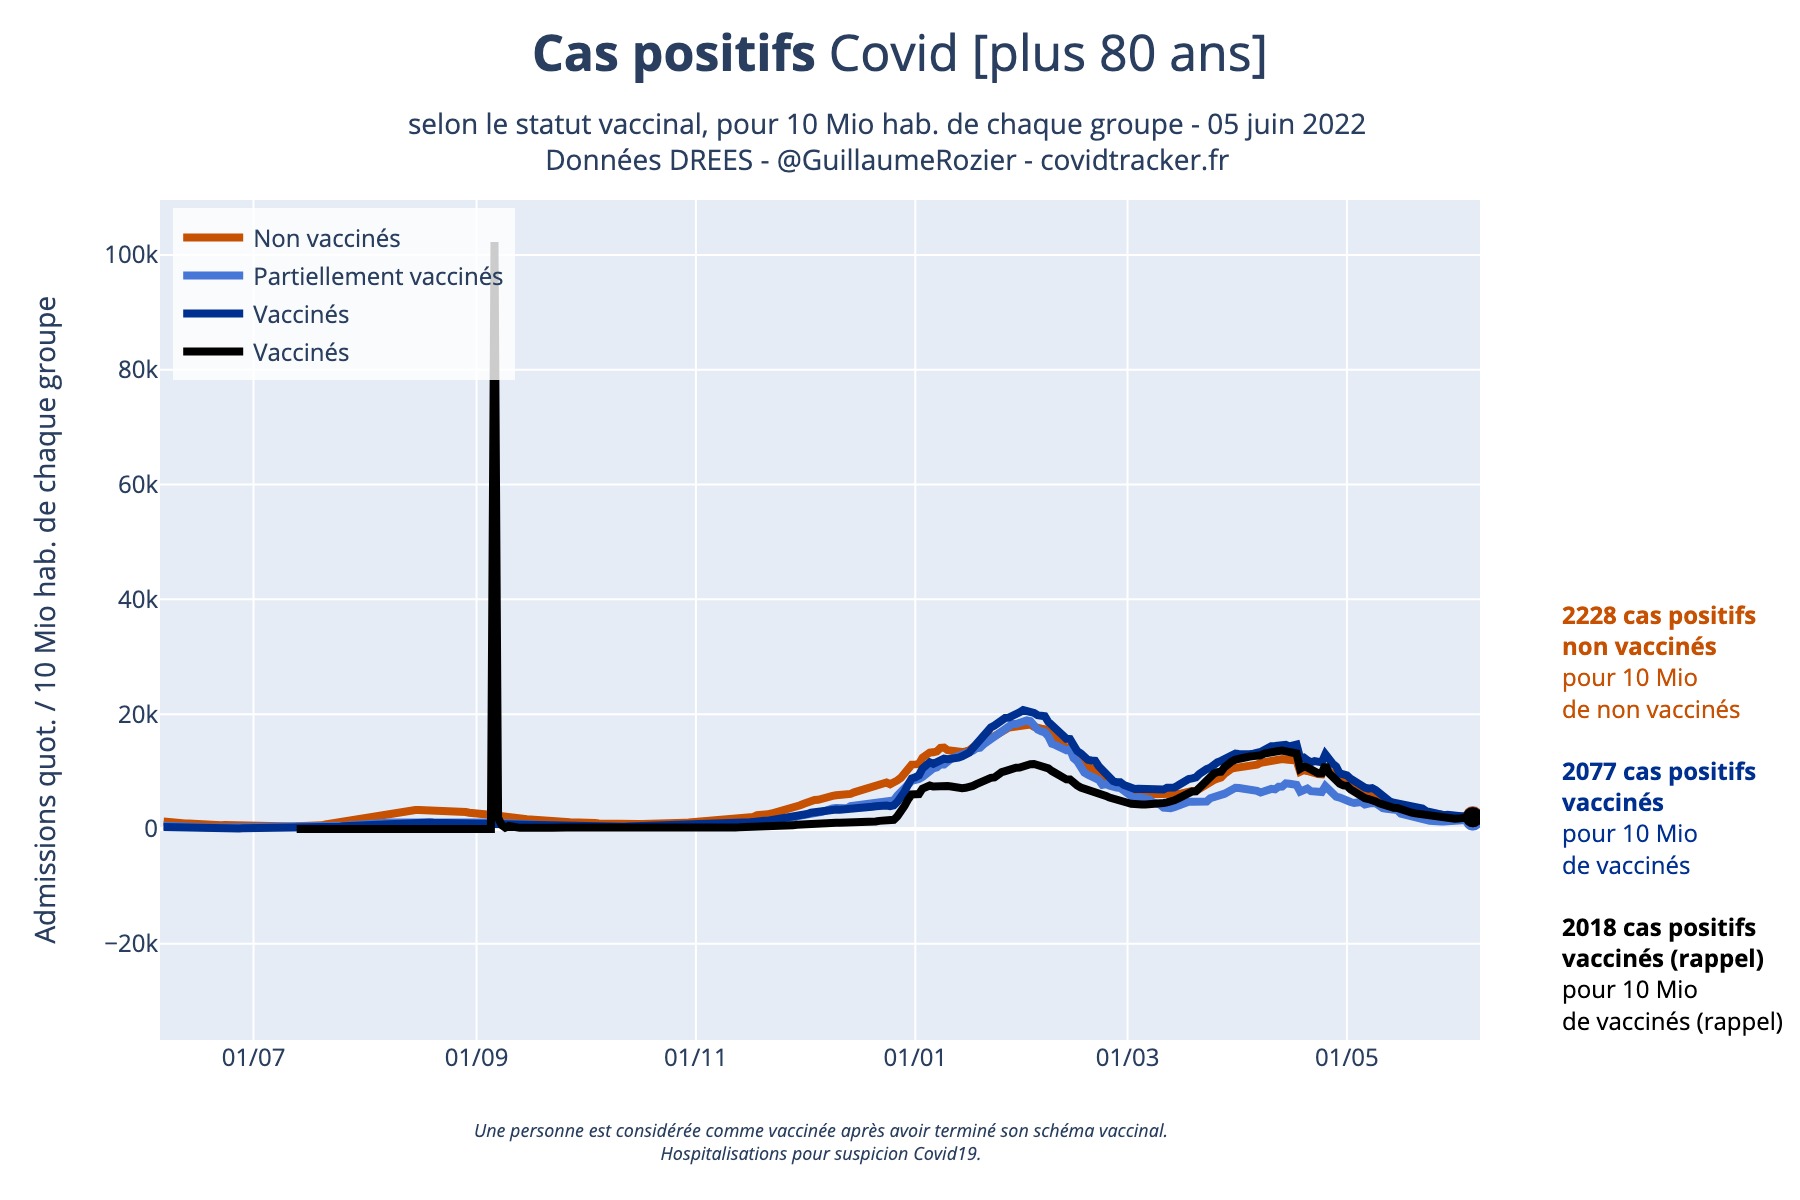 Cas positifs Covid [plus 80 ans]
selon le statut vaccinal, pour 10 Mio hab. de chaque groupe - 05 juin 2022
Données DREES - @GuillaumeRozier - covidtracker.fr
Non vaccinés
Partiellement vaccinés
Vaccinés
Vaccinés
Admissions quot. / 10 Mio hab. de chaque groupe
100k
80k
60k
40k
20k
0
−20k
01/07
01/09
01/11
01/01
01/03
01/05
2228 cas positifs
non vaccinés
pour 10 Mio
de non vaccinés
2077 cas positifs
vaccinés
pour 10 Mio
de vaccinés
2018 cas positifs
vaccinés (rappel)
pour 10 Mio
de vaccinés (rappel)
Une personne est considérée comme vaccinée après avoir terminé son schéma vaccinal.
Hospitalisations pour suspicion Covid19.